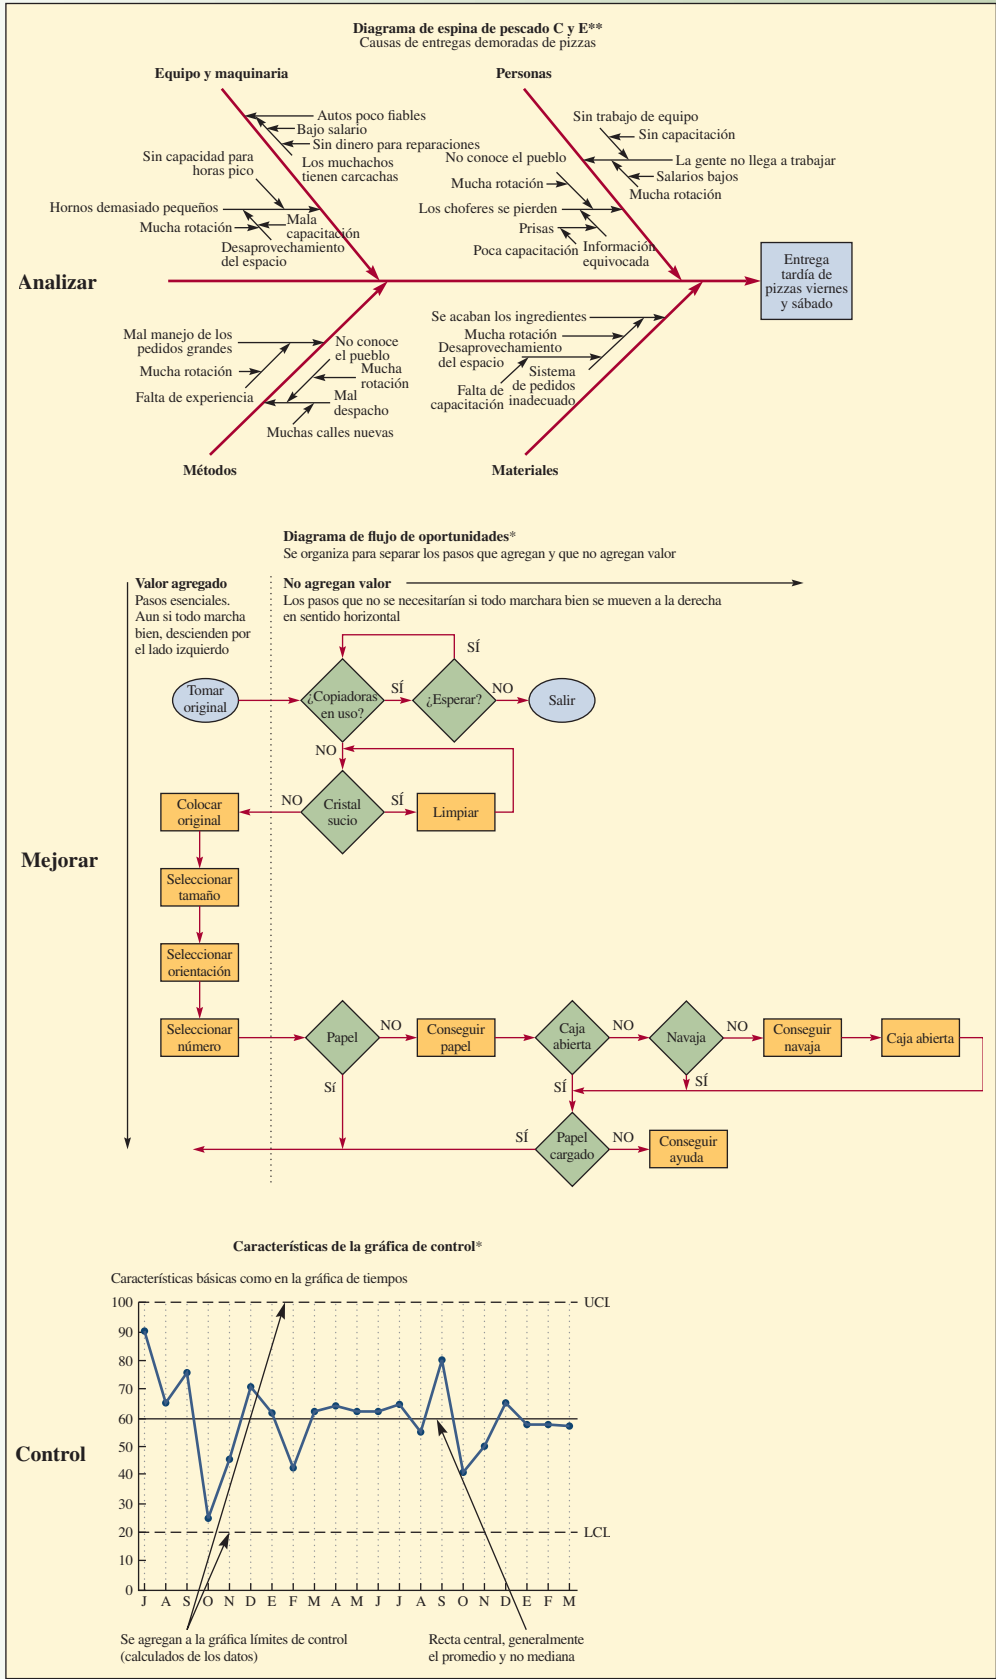 Diagrama de espina de pescado C y E**
Causas de entregas demoradas de pizzas
Equipo y maquinaria
Personas
Autos poco fiables
Bajo salario
Sin dinero para reparaciones
Los muchachos
tienen carcachas
Sin capacidad para
horas pico
Hornos demasiado pequeños
Mala
capacitación
Mucha rotación
Desaprovechamiento
del espacio
Sin trabajo de equipo
Sin capacitación
No conoce el pueblo
La gente no llega a trabajar
Salarios bajos
Mucha rotación
Mucha rotación
Los choferes se pierden
Prisas
Poca capacitación
Información
equivocada
Analizar
Entrega
tardía de
pizzas viernes
y sábado
Mal manejo de los
pedidos grandes
Mucha rotación
Falta de experiencia
No conoce
el pueblo
Mucha
rotación
Mal
despacho
Muchas calles nuevas
Se acaban los ingredientes
Mucha rotación
Desaprovechamiento
del espacio
Sistema
de pedidos
inadecuado
Falta de
capacitación
Métodos
Materiales
Diagrama de flujo de oportunidades*
Se organiza para separar los pasos que agregan y que no agregan valor
Valor agregado
Pasos esenciales.
Aun si todo marcha
bien, descienden por
el lado izquierdo
No agregan valor
Los pasos que no se necesitarían si todo marchara bien se mueven a la derecha
en sentido horizontal
SÍ
Tomar
original
¿Copiadoras
en uso?
SÍ
¿Esperar?
NO
Salir
NO
Colocar
original
NO
Cristal
sucio
SÍ
Limpiar
Mejorar
Seleccionar
tamaño
Seleccionar
orientación
Seleccionar
número
Papel
NO
Conseguir
papel
Caja
abierta
NO
Navaja
NO
Conseguir
navaja
Caja abierta
Sí
SÍ
SÍ
SÍ
Papel
cargado
NO
Conseguir
ayuda
Características de la gráfica de control*
Características básicas como en la gráfica de tiempos
100
UCL
90
80
70
60
50
Control
40
30
20
LCL
10
0
J A S O N D E F M A M J J A S O N D E F M
Se agregan a la gráfica límites de control
(calculados de los datos)
Recta central, generalmente
el promedio y no mediana